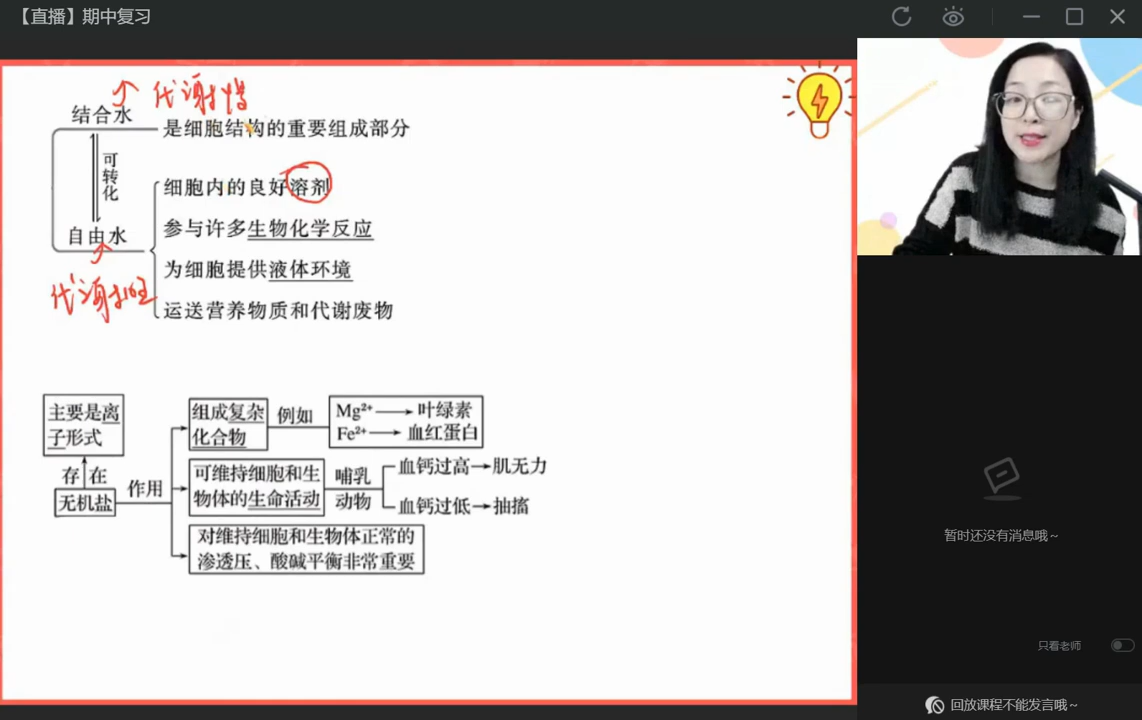 【直播】期中复习
代谢慢
结合水
是细胞结构的重要组成部分
可转化
细胞内的良好溶剂
参与许多生物化学反应
自由水
为细胞提供液体环境
代谢旺
运送营养物质和代谢废物
主要是离
子形式
存在
无机盐
作用
组成复杂
化合物
例如
Mg²⁺→叶绿素
Fe²⁺→血红蛋白
可维持细胞和生
物体的生命活动
哺乳
动物
血钙过高→肌无力
血钙过低→抽搐
对维持细胞和生物体正常的
渗透压、酸碱平衡非常重要
暂时还没有消息哦~
只看老师
回放课程不能发言哦~